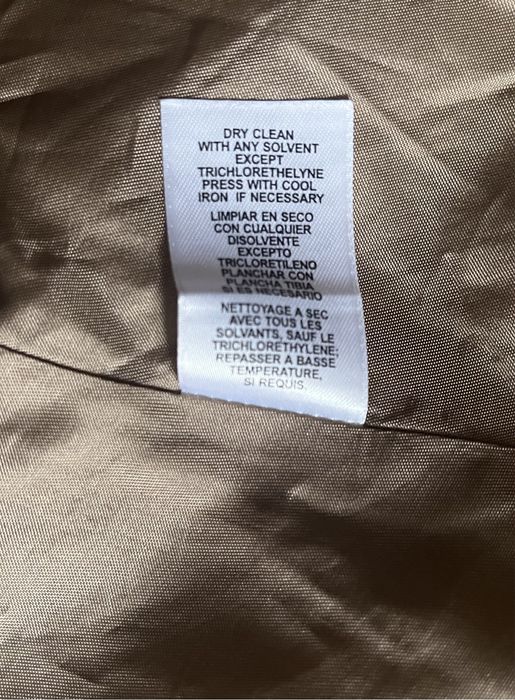 DRY CLEAN
WITH ANY SOLVENT
EXCEPT
TRICHLORETHELYNE
PRESS WITH COOL
IRON IF NECESSARY
LIMPIAR EN SECO
CON CUALQUIER
DISOLVENTE
EXCEPTO
TRICLORETILENO
PLANCHAR CON
PLANCHA TIBIA
SI ES NECESARIO
NETTOYAGE A SEC
AVEC TOUS LES
SOLVANTS, SAUF LE
TRICHLORETHYLENE;
REPASSER A BASSE
TEMPERATURE,
SI REQUIS.